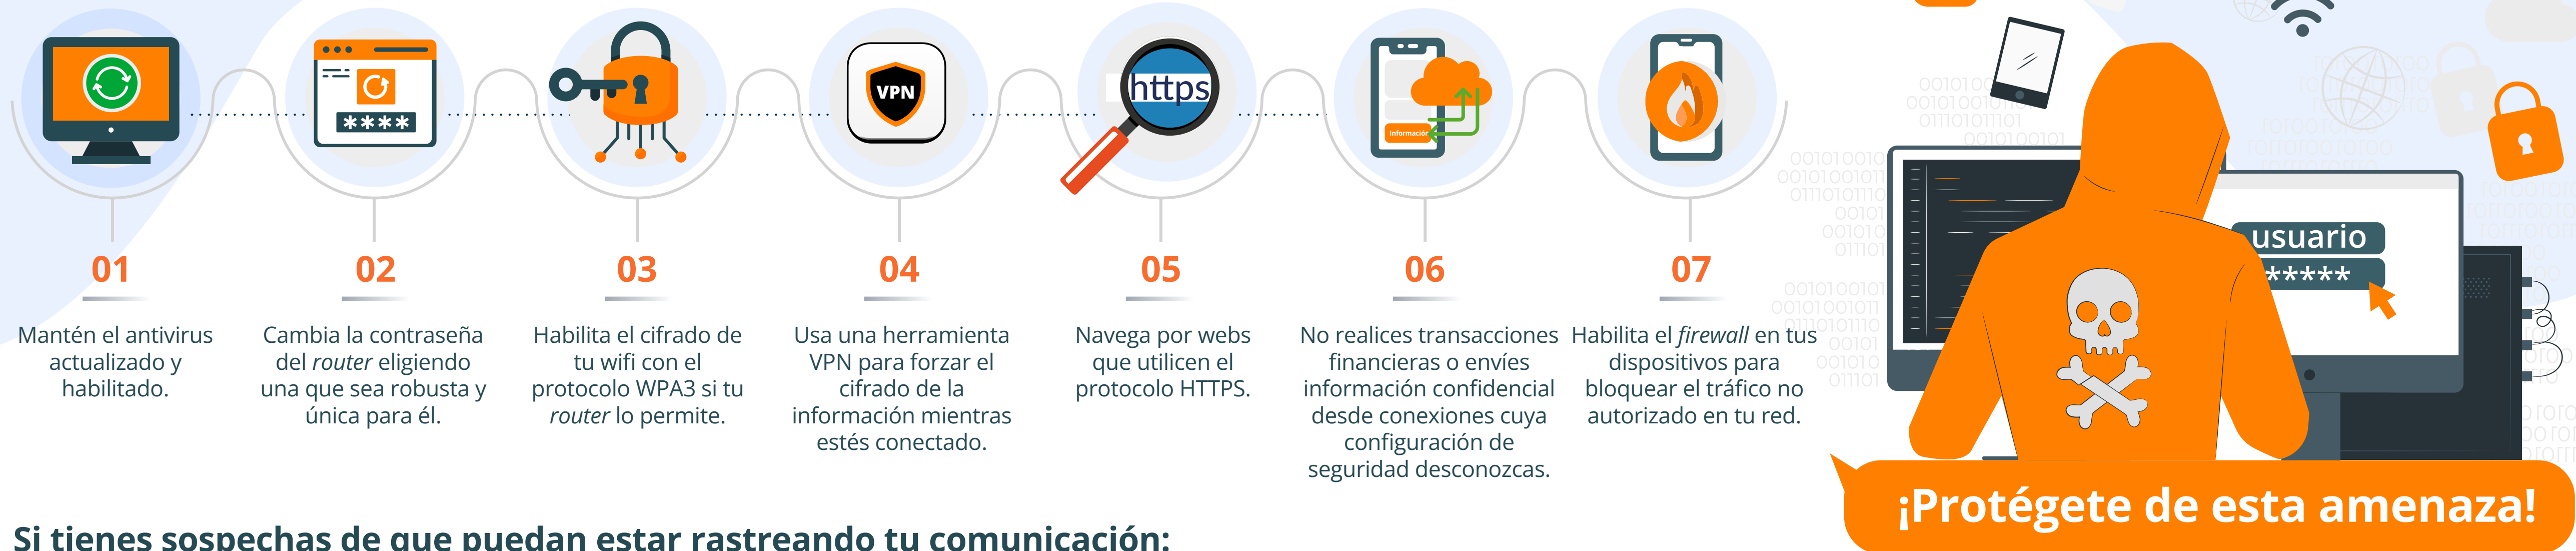 VPN
https
Información
01
Mantén el antivirus
actualizado y
habilitado.
02
Cambia la contraseña
del router eligiendo
una que sea robusta y
única para él.
03
Habilita el cifrado de
tu wifi con el
protocolo WPA3 si tu
router lo permite.
04
Usa una herramienta
VPN para forzar el
cifrado de la
información mientras
estés conectado.
05
Navega por webs
que utilicen el
protocolo HTTPS.
06
No realices transacciones
financieras o envíes
información confidencial
desde conexiones cuya
configuración de
seguridad desconozcas.
07
Habilita el firewall en tus
dispositivos para
bloquear el tráfico no
autorizado en tu red.
usuario
*****
¡Protégete de esta amenaza!
Si tienes sospechas de que puedan estar rastreando tu comunicación: